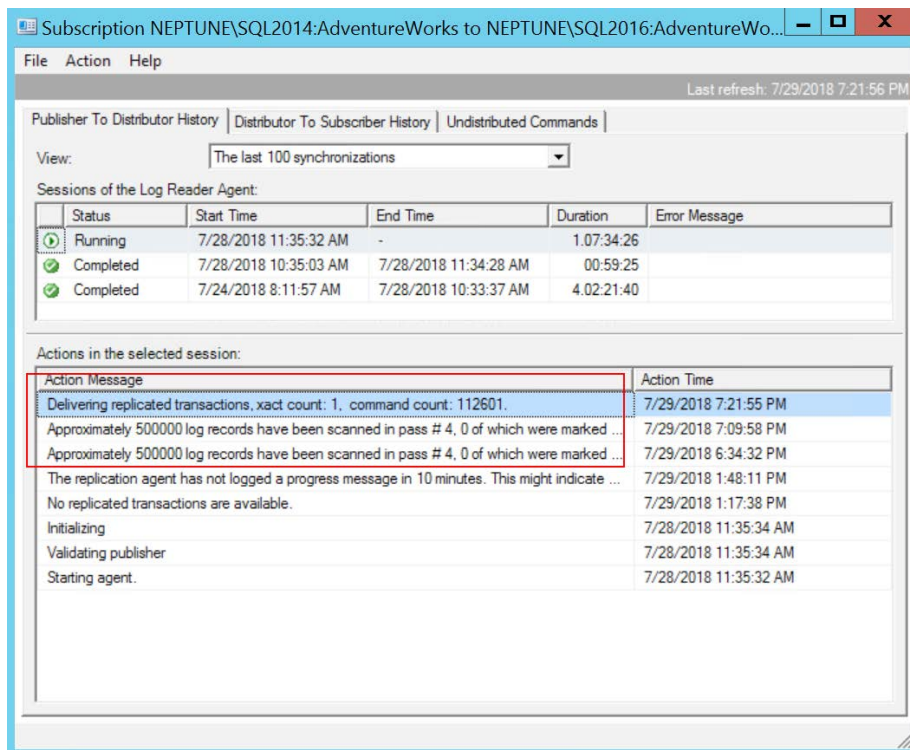 Subscription NEPTUNE\SQL2014:AdventureWorks to NEPTUNE\SQL2016:AdventureWo...
File Action Help
Last refresh: 7/29/2018 7:21:56 PM
Publisher To Distributor History Distributor To Subscriber History Undistributed Commands
View: The last 100 synchronizations
Sessions of the Log Reader Agent:
Status Start Time End Time Duration Error Message
Running 7/28/2018 11:35:32 AM - 1.07:34:26
Completed 7/28/2018 10:35:03 AM 7/28/2018 11:34:28 AM 00:59:25
Completed 7/24/2018 8:11:57 AM 7/28/2018 10:33:37 AM 4.02:21:40
Actions in the selected session:
Action Message Action Time
Delivering replicated transactions, xact count: 1, command count: 112601. 7/29/2018 7:21:55 PM
Approximately 500000 log records have been scanned in pass # 4, 0 of which were marked ... 7/29/2018 7:09:58 PM
Approximately 500000 log records have been scanned in pass # 4, 0 of which were marked ... 7/29/2018 6:34:32 PM
The replication agent has not logged a progress message in 10 minutes. This might indicate ... 7/29/2018 1:48:11 PM
No replicated transactions are available. 7/29/2018 1:17:38 PM
Initializing 7/28/2018 11:35:34 AM
Validating publisher 7/28/2018 11:35:34 AM
Starting agent. 7/28/2018 11:35:32 AM